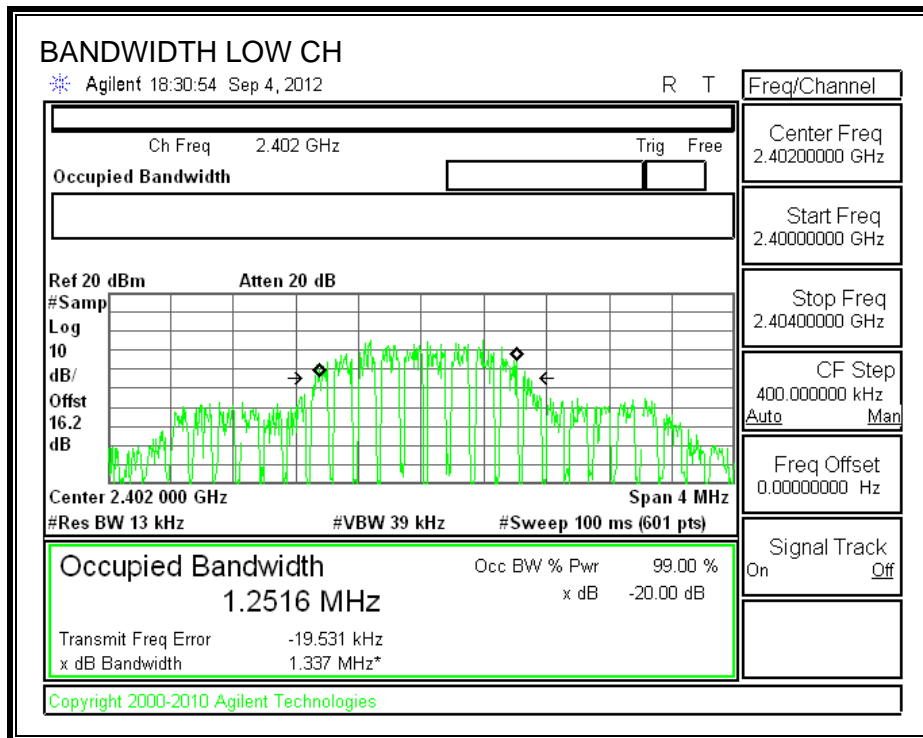 BANDWIDTH LOW CH
Agilent 18:30:54 Sep 4, 2012 R T
Ch Freq 2.402 GHz Trig Free
Occupied Bandwidth
Ref 20 dBm Atten 20 dB
#Samp
Log
10
dB/
Offst
16.2
dB
Center 2.402 000 GHz Span 4 MHz
#Res BW 13 kHz #VBW 39 kHz #Sweep 100 ms (601 pts)
Occupied Bandwidth Occ BW % Pwr 99.00 %
1.2516 MHz x dB -20.00 dB
Transmit Freq Error -19.531 kHz
x dB Bandwidth 1.337 MHz*
Copyright 2000-2010 Agilent Technologies
Freq/Channel
Center Freq
2.40200000 GHz
Start Freq
2.40000000 GHz
Stop Freq
2.40400000 GHz
CF Step
400.000000 kHz
Auto Man
Freq Offset
0.00000000 Hz
Signal Track
On Off